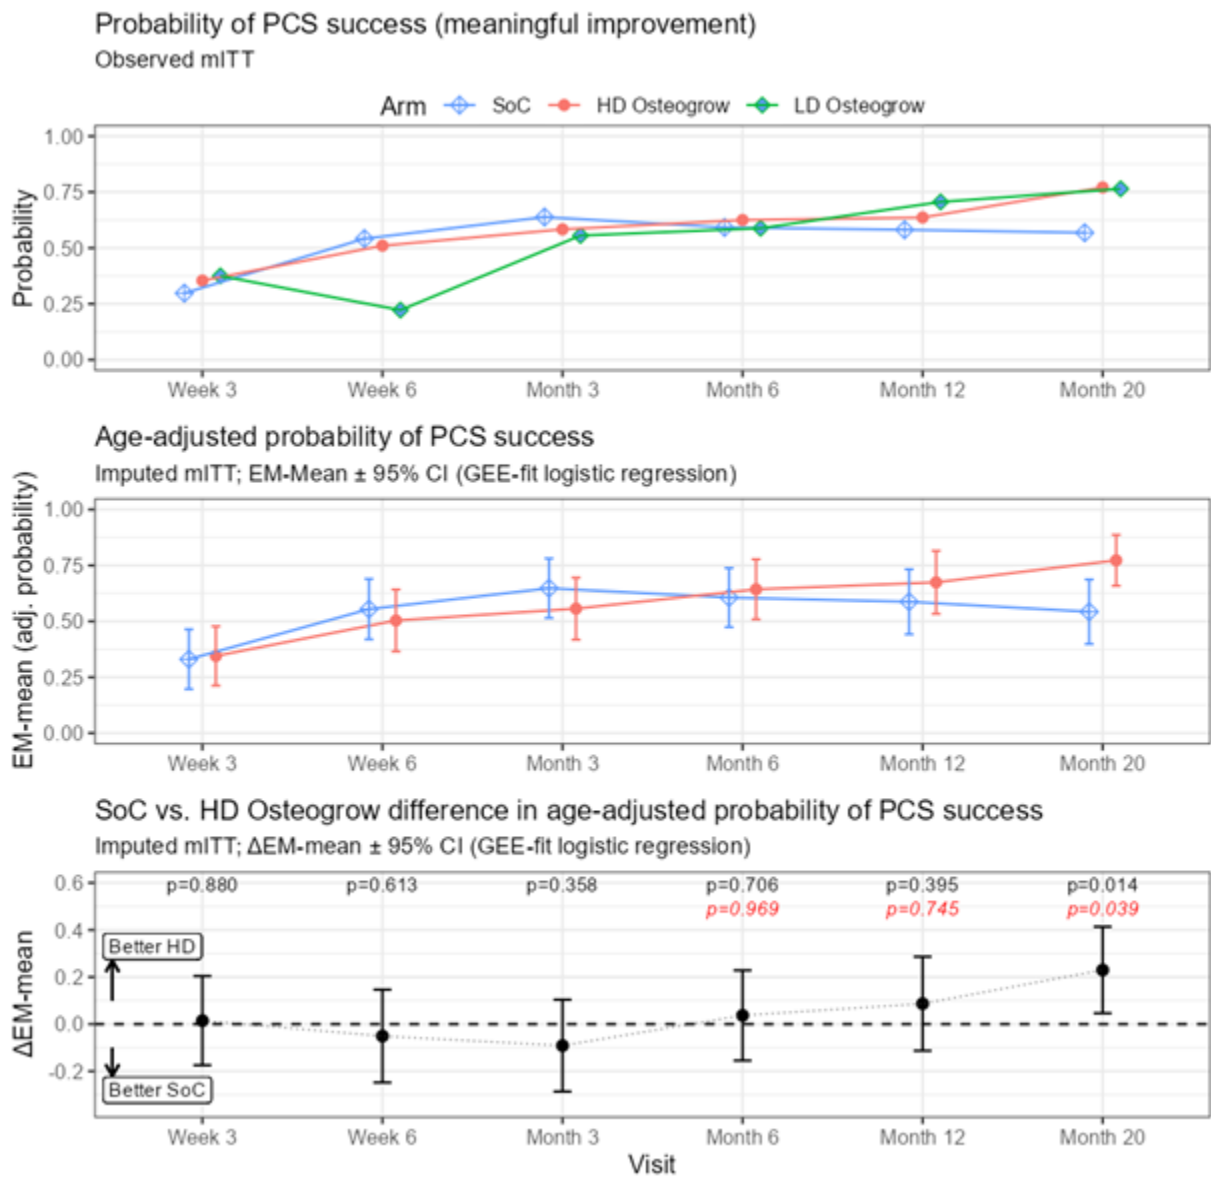 Probability of PCS success (meaningful improvement)
Observed mITT
Arm SoC HD Osteogrow LD Osteogrow
Probability
1.00
0.75
0.50
0.25
0.00
Week 3 Week 6 Month 3 Month 6 Month 12 Month 20
Age-adjusted probability of PCS success
Imputed mITT; EM-Mean ± 95% CI (GEE-fit logistic regression)
EM-mean (adj. probability)
1.00
0.75
0.50
0.25
0.00
Week 3 Week 6 Month 3 Month 6 Month 12 Month 20
SoC vs. HD Osteogrow difference in age-adjusted probability of PCS success
Imputed mITT; ΔEM-mean ± 95% CI (GEE-fit logistic regression)
ΔEM-mean
0.6
0.4
0.2
0.0
-0.2
p=0.880 p=0.613 p=0.358 p=0.706 p=0.395 p=0.014
p=0.969 p=0.745 p=0.039
Better HD
Better SoC
Week 3 Week 6 Month 3 Month 6 Month 12 Month 20
Visit